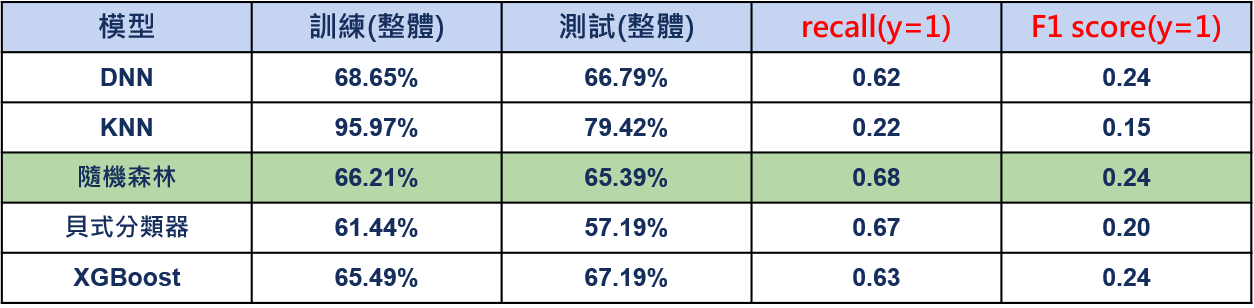 模型 訓練(整體) 測試(整體) recall(y=1) F1 score(y=1)
DNN 68.65% 66.79% 0.62 0.24
KNN 95.97% 79.42% 0.22 0.15
隨機森林 66.21% 65.39% 0.68 0.24
貝式分類器 61.44% 57.19% 0.67 0.20
XGBoost 65.49% 67.19% 0.63 0.24